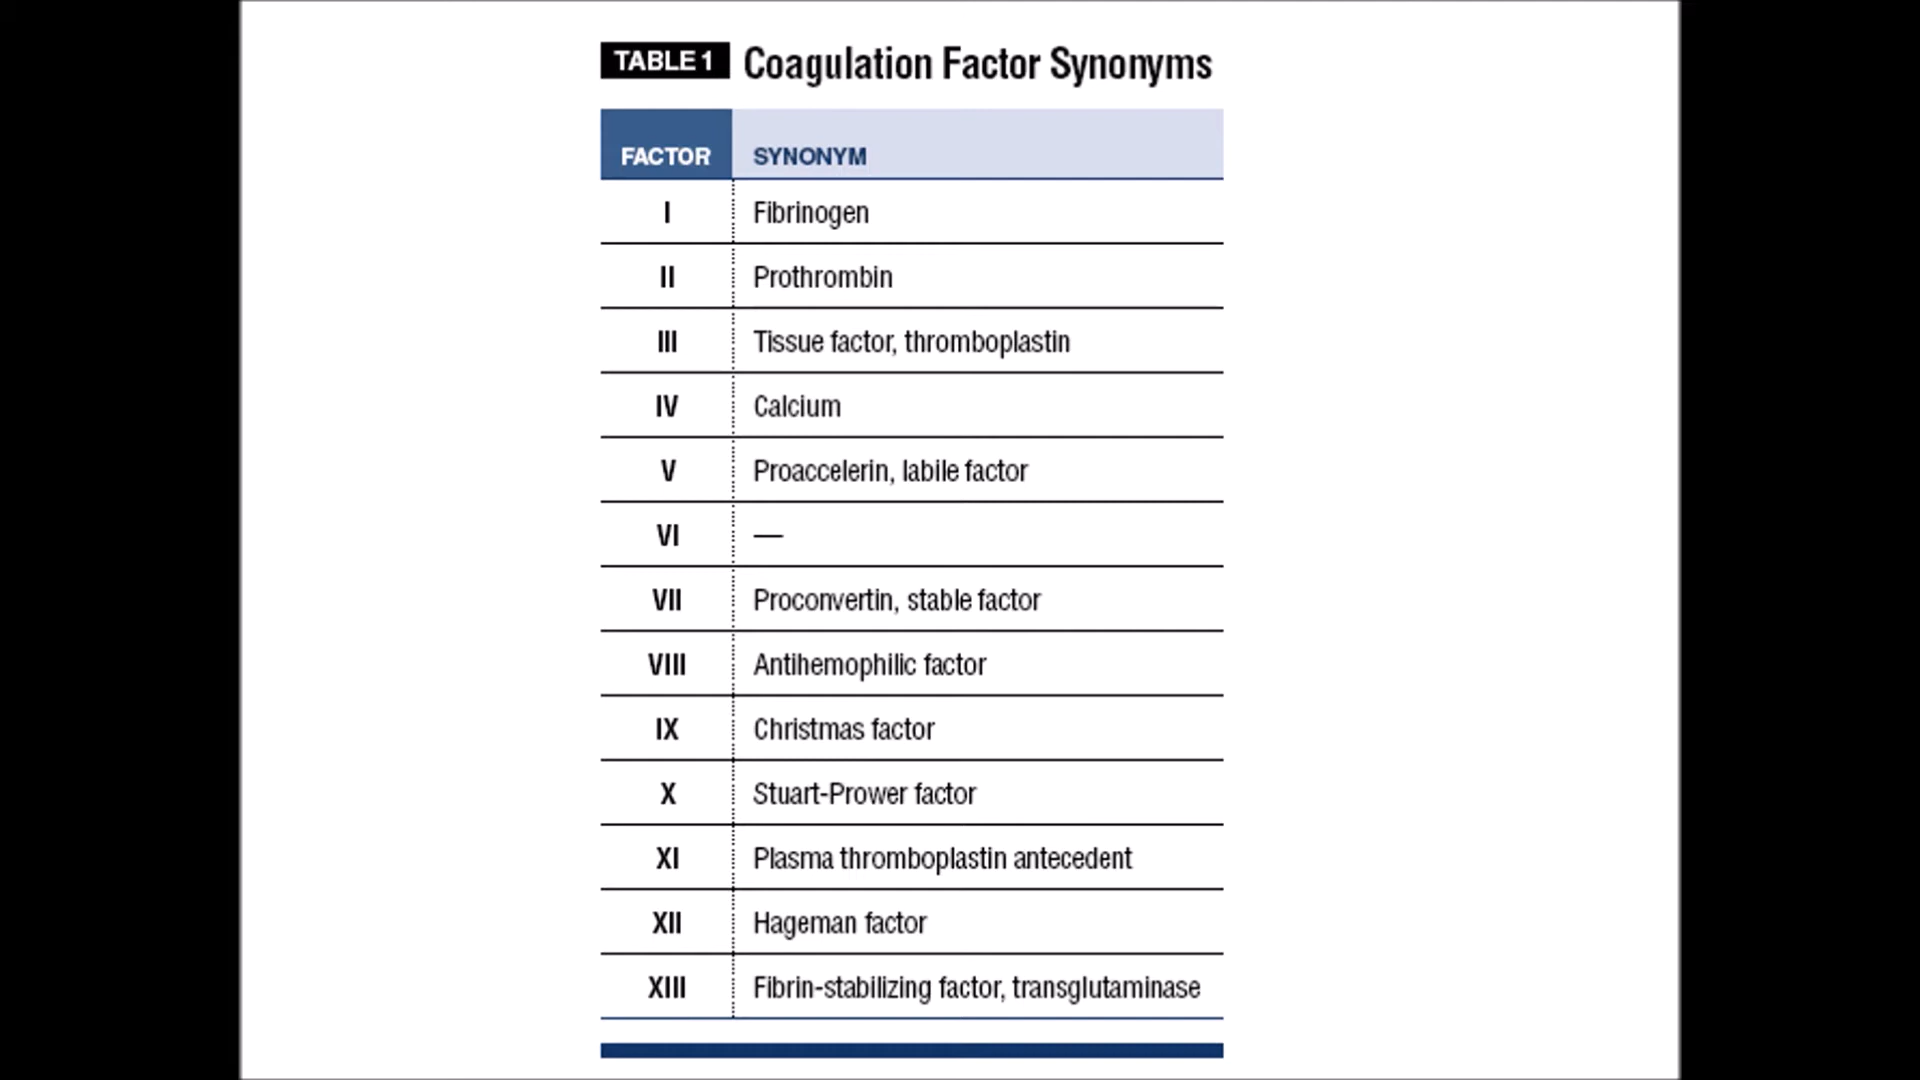 TABLE 1 Coagulation Factor Synonyms
FACTOR SYNONYM
I Fibrinogen
II Prothrombin
III Tissue factor, thromboplastin
IV Calcium
V Proaccelerin, labile factor
VI —
VII Proconvertin, stable factor
VIII Antihemophilic factor
IX Christmas factor
X Stuart-Prower factor
XI Plasma thromboplastin antecedent
XII Hageman factor
XIII Fibrin-stabilizing factor, transglutaminase